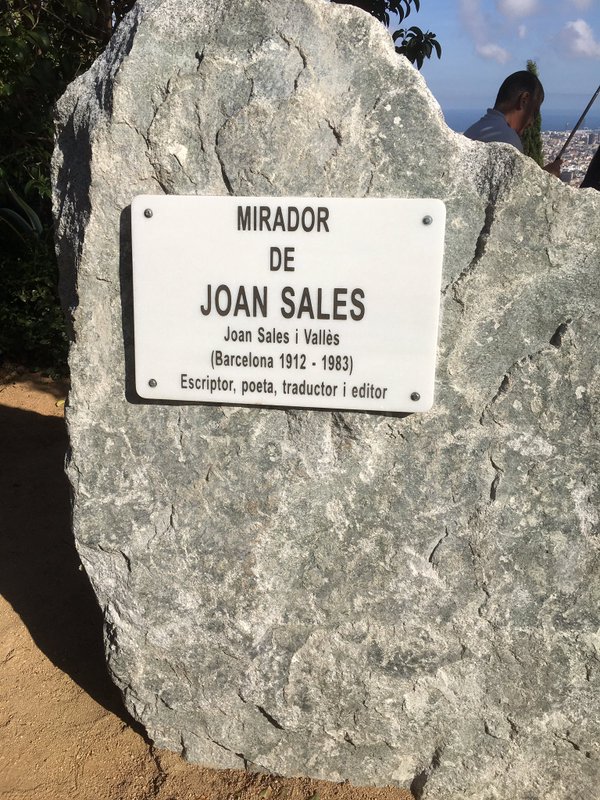 MIRADOR
DE
JOAN SALES
Joan Sales i Vallès
(Barcelona 1912 - 1983)
Escriptor, poeta, traductor i editor